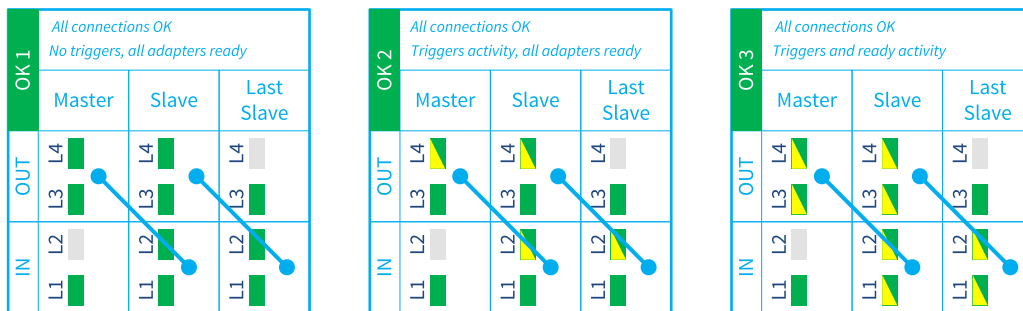 OK 1
All connections OK
No triggers, all adapters ready
Master
Slave
Last
Slave
OUT
L4
L4
L4
L3
L3
L3
IN
L2
L2
L2
L1
L1
L1
OK 2
All connections OK
Triggers activity, all adapters ready
Master
Slave
Last
Slave
OUT
L4
L4
L4
L3
L3
L3
IN
L2
L2
L2
L1
L1
L1
OK 3
All connections OK
Triggers and ready activity
Master
Slave
Last
Slave
OUT
L4
L4
L4
L3
L3
L3
IN
L2
L2
L2
L1
L1
L1